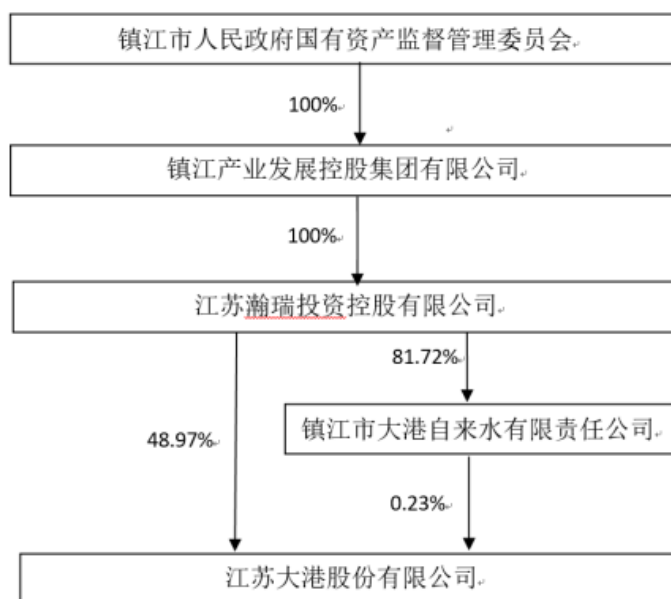 镇江市人民政府国有资产监督管理委员会
100%
镇江产业发展控股集团有限公司
100%
江苏瀚瑞投资控股有限公司
81.72%
镇江市大港自来水有限责任公司
48.97%
0.23%
江苏大港股份有限公司